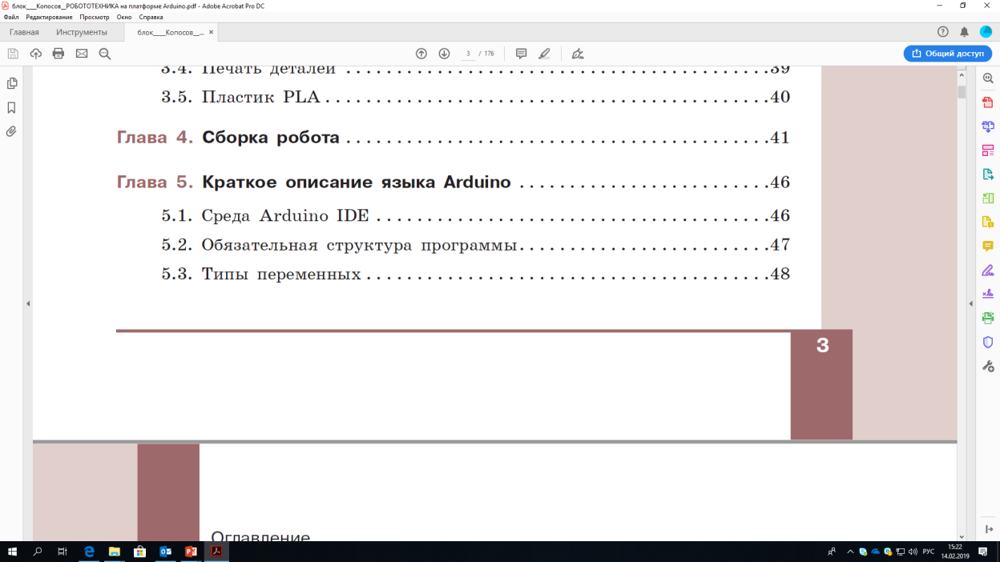 блок____Копосов__РОБОТОТЕХНИКА на платформе Arduino.pdf - Adobe Acrobat Pro DC
Файл Редактирование Просмотр Окно Справка
Главная Инструменты блок____Копосов__... ×
3 / 176 Общий доступ
3.4. Печать деталей ........ 39
3.5. Пластик PLA ........ 40
Глава 4. Сборка робота ........ 41
Глава 5. Краткое описание языка Arduino ........ 46
5.1. Среда Arduino IDE ........ 46
5.2. Обязательная структура программы ........ 47
5.3. Типы переменных ........ 48
3
Оглавление
РУС
15:22
14.02.2019